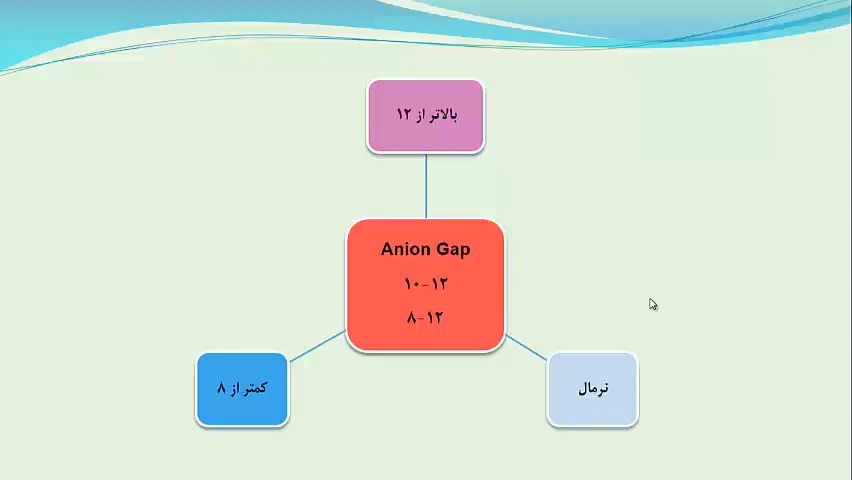 بالاتر از ۱۲
Anion Gap
۱۰-۱۲
۸-۱۲
کمتر از ۸
نرمال